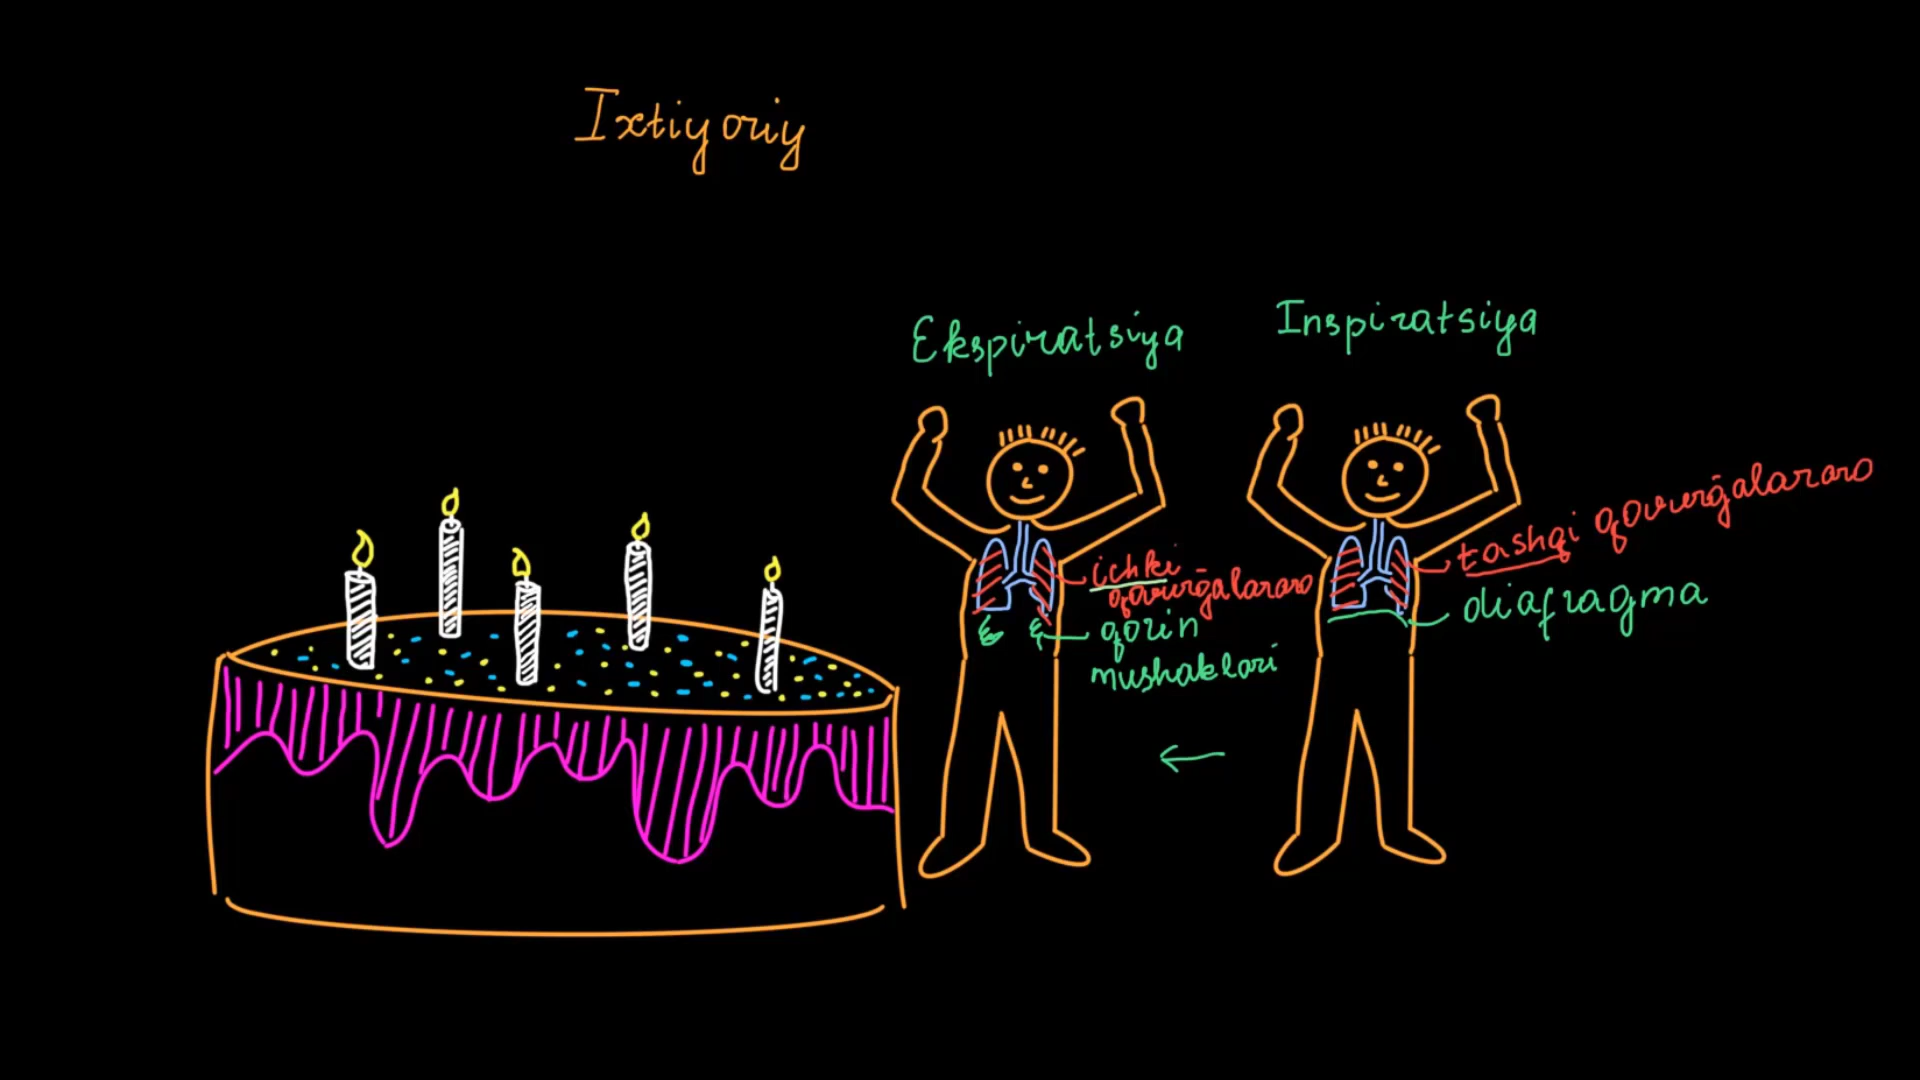 Ixtiyoriy
Ekspiratsiya
Inspiratsiya
ichki
qovurg'alararo
qorin
mushaklari
tashqi qovurg'alararo
diafragma